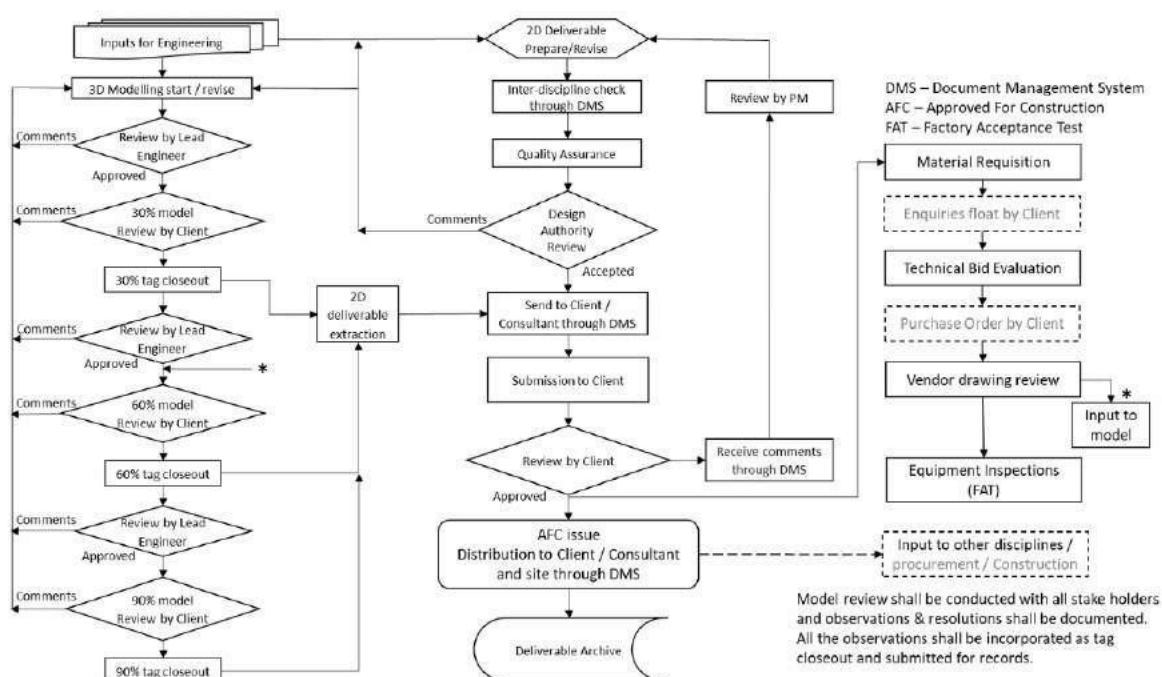 Inputs for Engineering
3D Modelling start / revise
Comments
Review by Lead
Engineer
Approved
Comments
30% model
Review by Client
30% tag closeout
Comments
Review by Lead
Engineer
Approved
*
Comments
60% model
Review by Client
60% tag closeout
Comments
Review by Lead
Engineer
Approved
Comments
90% model
Review by Client
90% tag closeout
2D
deliverable
extraction
2D Deliverable
Prepare/Revise
Inter-discipline check
through DMS
Quality Assurance
Comments
Design
Authority
Review
Accepted
Send to Client /
Consultant through DMS
Submission to Client
Review by Client
Approved
AFC issue
Distribution to Client / Consultant
and site through DMS
Deliverable Archive
Review by PM
Receive comments
through DMS
DMS – Document Management System
AFC – Approved For Construction
FAT – Factory Acceptance Test
Material Requisition
Enquiries float by Client
Technical Bid Evaluation
Purchase Order by Client
Vendor drawing review
*
Input to
model
Equipment Inspections
(FAT)
Input to other disciplines /
procurement / Construction
Model review shall be conducted with all stake holders
and observations & resolutions shall be documented.
All the observations shall be incorporated as tag
closeout and submitted for records.